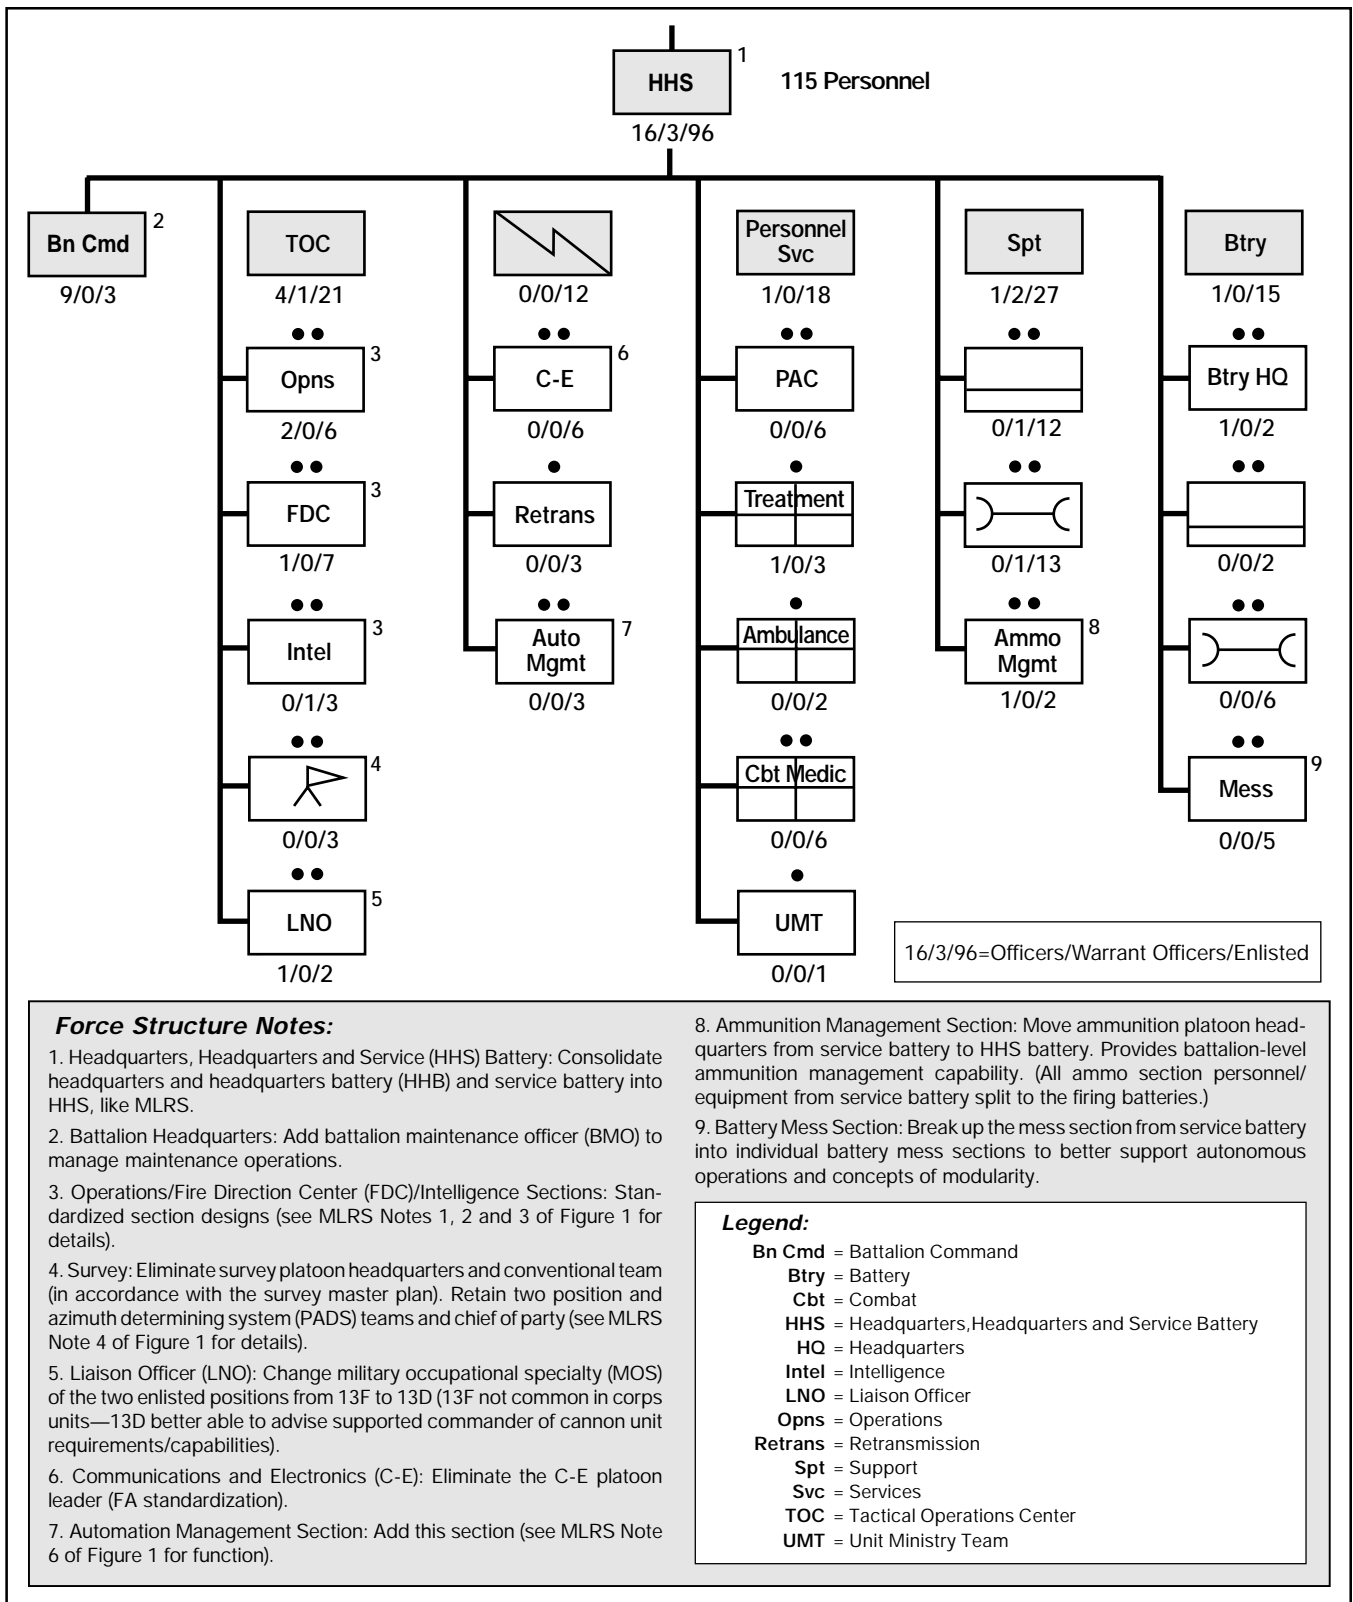 1
HHS
115 Personnel
16/3/96
Bn Cmd
2
9/0/3
TOC
4/1/21
Opns
3
2/0/6
FDC
3
1/0/7
Intel
3
0/1/3
4
0/0/3
LNO
5
1/0/2
0/0/12
C-E
6
0/0/6
Retrans
0/0/3
Auto
Mgmt
7
0/0/3
Personnel
Svc
1/0/18
PAC
0/0/6
Treatment
1/0/3
Ambulance
0/0/2
Cbt Medic
0/0/6
UMT
0/0/1
Spt
1/2/27
0/1/12
0/1/13
Ammo
Mgmt
8
1/0/2
Btry
1/0/15
Btry HQ
1/0/2
0/0/2
0/0/6
Mess
9
0/0/5
16/3/96=Officers/Warrant Officers/Enlisted
Force Structure Notes:
1. Headquarters, Headquarters and Service (HHS) Battery: Consolidate
headquarters and headquarters battery (HHB) and service battery into
HHS, like MLRS.
2. Battalion Headquarters: Add battalion maintenance officer (BMO) to
manage maintenance operations.
3. Operations/Fire Direction Center (FDC)/Intelligence Sections: Stan-
dardized section designs (see MLRS Notes 1, 2 and 3 of Figure 1 for
details).
4. Survey: Eliminate survey platoon headquarters and conventional team
(in accordance with the survey master plan). Retain two position and
azimuth determining system (PADS) teams and chief of party (see MLRS
Note 4 of Figure 1 for details).
5. Liaison Officer (LNO): Change military occupational specialty (MOS)
of the two enlisted positions from 13F to 13D (13F not common in corps
units—13D better able to advise supported commander of cannon unit
requirements/capabilities).
6. Communications and Electronics (C-E): Eliminate the C-E platoon
leader (FA standardization).
7. Automation Management Section: Add this section (see MLRS Note
6 of Figure 1 for function).
8. Ammunition Management Section: Move ammunition platoon head-
quarters from service battery to HHS battery. Provides battalion-level
ammunition management capability. (All ammo section personnel/
equipment from service battery split to the firing batteries.)
9. Battery Mess Section: Break up the mess section from service battery
into individual battery mess sections to better support autonomous
operations and concepts of modularity.
Legend:
Bn Cmd = Battalion Command
Btry = Battery
Cbt = Combat
HHS = Headquarters,Headquarters and Service Battery
HQ = Headquarters
Intel = Intelligence
LNO = Liaison Officer
Opns = Operations
Retrans = Retransmission
Spt = Support
Svc = Services
TOC = Tactical Operations Center
UMT = Unit Ministry Team